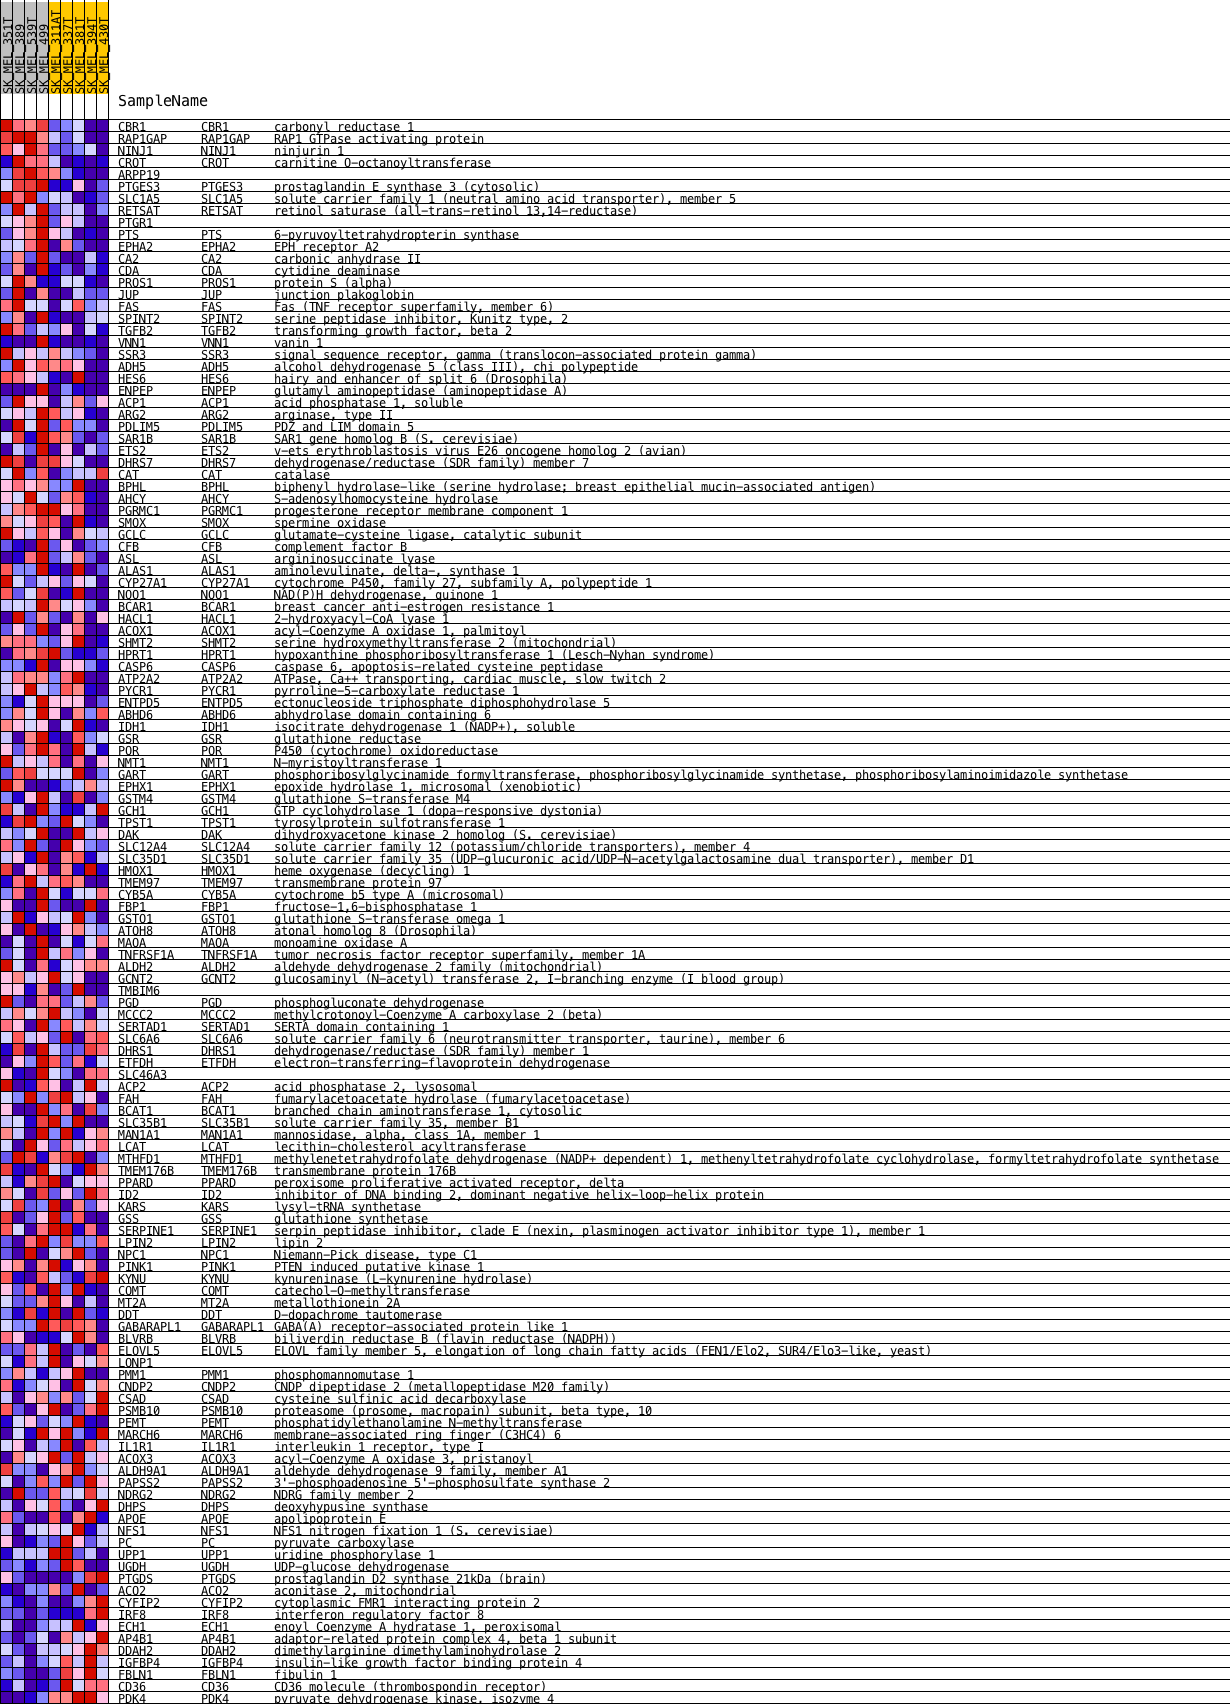 SK_MEL_351T
SK_MEL_389
SK_MEL_539T
SK_MEL_499
SK_MEL_311AT
SK_MEL_337T
SK_MEL_381T
SK_MEL_394T
SK_MEL_430T
SampleName
CBR1 CBR1 carbonyl reductase 1
RAP1GAP RAP1GAP RAP1 GTPase activating protein
NINJ1 NINJ1 ninjurin 1
CROT CROT carnitine O-octanoyltransferase
ARPP19
PTGES3 PTGES3 prostaglandin E synthase 3 (cytosolic)
SLC1A5 SLC1A5 solute carrier family 1 (neutral amino acid transporter), member 5
RETSAT RETSAT retinol saturase (all-trans-retinol 13,14-reductase)
PTGR1
PTS PTS 6-pyruvoyltetrahydropterin synthase
EPHA2 EPHA2 EPH receptor A2
CA2 CA2 carbonic anhydrase II
CDA CDA cytidine deaminase
PROS1 PROS1 protein S (alpha)
JUP JUP junction plakoglobin
FAS FAS Fas (TNF receptor superfamily, member 6)
SPINT2 SPINT2 serine peptidase inhibitor, Kunitz type, 2
TGFB2 TGFB2 transforming growth factor, beta 2
VNN1 VNN1 vanin 1
SSR3 SSR3 signal sequence receptor, gamma (translocon-associated protein gamma)
ADH5 ADH5 alcohol dehydrogenase 5 (class III), chi polypeptide
HES6 HES6 hairy and enhancer of split 6 (Drosophila)
ENPEP ENPEP glutamyl aminopeptidase (aminopeptidase A)
ACP1 ACP1 acid phosphatase 1, soluble
ARG2 ARG2 arginase, type II
PDLIM5 PDLIM5 PDZ and LIM domain 5
SAR1B SAR1B SAR1 gene homolog B (S. cerevisiae)
ETS2 ETS2 v-ets erythroblastosis virus E26 oncogene homolog 2 (avian)
DHRS7 DHRS7 dehydrogenase/reductase (SDR family) member 7
CAT CAT catalase
BPHL BPHL biphenyl hydrolase-like (serine hydrolase; breast epithelial mucin-associated antigen)
AHCY AHCY S-adenosylhomocysteine hydrolase
PGRMC1 PGRMC1 progesterone receptor membrane component 1
SMOX SMOX spermine oxidase
GCLC GCLC glutamate-cysteine ligase, catalytic subunit
CFB CFB complement factor B
ASL ASL argininosuccinate lyase
ALAS1 ALAS1 aminolevulinate, delta-, synthase 1
CYP27A1 CYP27A1 cytochrome P450, family 27, subfamily A, polypeptide 1
NQO1 NQO1 NAD(P)H dehydrogenase, quinone 1
BCAR1 BCAR1 breast cancer anti-estrogen resistance 1
HACL1 HACL1 2-hydroxyacyl-CoA lyase 1
ACOX1 ACOX1 acyl-Coenzyme A oxidase 1, palmitoyl
SHMT2 SHMT2 serine hydroxymethyltransferase 2 (mitochondrial)
HPRT1 HPRT1 hypoxanthine phosphoribosyltransferase 1 (Lesch-Nyhan syndrome)
CASP6 CASP6 caspase 6, apoptosis-related cysteine peptidase
ATP2A2 ATP2A2 ATPase, Ca++ transporting, cardiac muscle, slow twitch 2
PYCR1 PYCR1 pyrroline-5-carboxylate reductase 1
ENTPD5 ENTPD5 ectonucleoside triphosphate diphosphohydrolase 5
ABHD6 ABHD6 abhydrolase domain containing 6
IDH1 IDH1 isocitrate dehydrogenase 1 (NADP+), soluble
GSR GSR glutathione reductase
POR POR P450 (cytochrome) oxidoreductase
NMT1 NMT1 N-myristoyltransferase 1
GART GART phosphoribosylglycinamide formyltransferase, phosphoribosylglycinamide synthetase, phosphoribosylaminoimidazole synthetase
EPHX1 EPHX1 epoxide hydrolase 1, microsomal (xenobiotic)
GSTM4 GSTM4 glutathione S-transferase M4
GCH1 GCH1 GTP cyclohydrolase 1 (dopa-responsive dystonia)
TPST1 TPST1 tyrosylprotein sulfotransferase 1
DAK DAK dihydroxyacetone kinase 2 homolog (S. cerevisiae)
SLC12A4 SLC12A4 solute carrier family 12 (potassium/chloride transporters), member 4
SLC35D1 SLC35D1 solute carrier family 35 (UDP-glucuronic acid/UDP-N-acetylgalactosamine dual transporter), member D1
HMOX1 HMOX1 heme oxygenase (decycling) 1
TMEM97 TMEM97 transmembrane protein 97
CYB5A CYB5A cytochrome b5 type A (microsomal)
FBP1 FBP1 fructose-1,6-bisphosphatase 1
GSTO1 GSTO1 glutathione S-transferase omega 1
ATOH8 ATOH8 atonal homolog 8 (Drosophila)
MAOA MAOA monoamine oxidase A
TNFRSF1A TNFRSF1A tumor necrosis factor receptor superfamily, member 1A
ALDH2 ALDH2 aldehyde dehydrogenase 2 family (mitochondrial)
GCNT2 GCNT2 glucosaminyl (N-acetyl) transferase 2, I-branching enzyme (I blood group)
TMBIM6
PGD PGD phosphogluconate dehydrogenase
MCCC2 MCCC2 methylcrotonoyl-Coenzyme A carboxylase 2 (beta)
SERTAD1 SERTAD1 SERTA domain containing 1
SLC6A6 SLC6A6 solute carrier family 6 (neurotransmitter transporter, taurine), member 6
DHRS1 DHRS1 dehydrogenase/reductase (SDR family) member 1
ETFDH ETFDH electron-transferring-flavoprotein dehydrogenase
SLC46A3
ACP2 ACP2 acid phosphatase 2, lysosomal
FAH FAH fumarylacetoacetate hydrolase (fumarylacetoacetase)
BCAT1 BCAT1 branched chain aminotransferase 1, cytosolic
SLC35B1 SLC35B1 solute carrier family 35, member B1
MAN1A1 MAN1A1 mannosidase, alpha, class 1A, member 1
LCAT LCAT lecithin-cholesterol acyltransferase
MTHFD1 MTHFD1 methylenetetrahydrofolate dehydrogenase (NADP+ dependent) 1, methenyltetrahydrofolate cyclohydrolase, formyltetrahydrofolate synthetase
TMEM176B TMEM176B transmembrane protein 176B
PPARD PPARD peroxisome proliferative activated receptor, delta
ID2 ID2 inhibitor of DNA binding 2, dominant negative helix-loop-helix protein
KARS KARS lysyl-tRNA synthetase
GSS GSS glutathione synthetase
SERPINE1 SERPINE1 serpin peptidase inhibitor, clade E (nexin, plasminogen activator inhibitor type 1), member 1
LPIN2 LPIN2 lipin 2
NPC1 NPC1 Niemann-Pick disease, type C1
PINK1 PINK1 PTEN induced putative kinase 1
KYNU KYNU kynureninase (L-kynurenine hydrolase)
COMT COMT catechol-O-methyltransferase
MT2A MT2A metallothionein 2A
DDT DDT D-dopachrome tautomerase
GABARAPL1 GABARAPL1 GABA(A) receptor-associated protein like 1
BLVRB BLVRB biliverdin reductase B (flavin reductase (NADPH))
ELOVL5 ELOVL5 ELOVL family member 5, elongation of long chain fatty acids (FEN1/Elo2, SUR4/Elo3-like, yeast)
LONP1
PMM1 PMM1 phosphomannomutase 1
CNDP2 CNDP2 CNDP dipeptidase 2 (metallopeptidase M20 family)
CSAD CSAD cysteine sulfinic acid decarboxylase
PSMB10 PSMB10 proteasome (prosome, macropain) subunit, beta type, 10
PEMT PEMT phosphatidylethanolamine N-methyltransferase
MARCH6 MARCH6 membrane-associated ring finger (C3HC4) 6
IL1R1 IL1R1 interleukin 1 receptor, type I
ACOX3 ACOX3 acyl-Coenzyme A oxidase 3, pristanoyl
ALDH9A1 ALDH9A1 aldehyde dehydrogenase 9 family, member A1
PAPSS2 PAPSS2 3'-phosphoadenosine 5'-phosphosulfate synthase 2
NDRG2 NDRG2 NDRG family member 2
DHPS DHPS deoxyhypusine synthase
APOE APOE apolipoprotein E
NFS1 NFS1 NFS1 nitrogen fixation 1 (S. cerevisiae)
PC PC pyruvate carboxylase
UPP1 UPP1 uridine phosphorylase 1
UGDH UGDH UDP-glucose dehydrogenase
PTGDS PTGDS prostaglandin D2 synthase 21kDa (brain)
ACO2 ACO2 aconitase 2, mitochondrial
CYFIP2 CYFIP2 cytoplasmic FMR1 interacting protein 2
IRF8 IRF8 interferon regulatory factor 8
ECH1 ECH1 enoyl Coenzyme A hydratase 1, peroxisomal
AP4B1 AP4B1 adaptor-related protein complex 4, beta 1 subunit
DDAH2 DDAH2 dimethylarginine dimethylaminohydrolase 2
IGFBP4 IGFBP4 insulin-like growth factor binding protein 4
FBLN1 FBLN1 fibulin 1
CD36 CD36 CD36 molecule (thrombospondin receptor)
PDK4 PDK4 pyruvate dehydrogenase kinase, isozyme 4